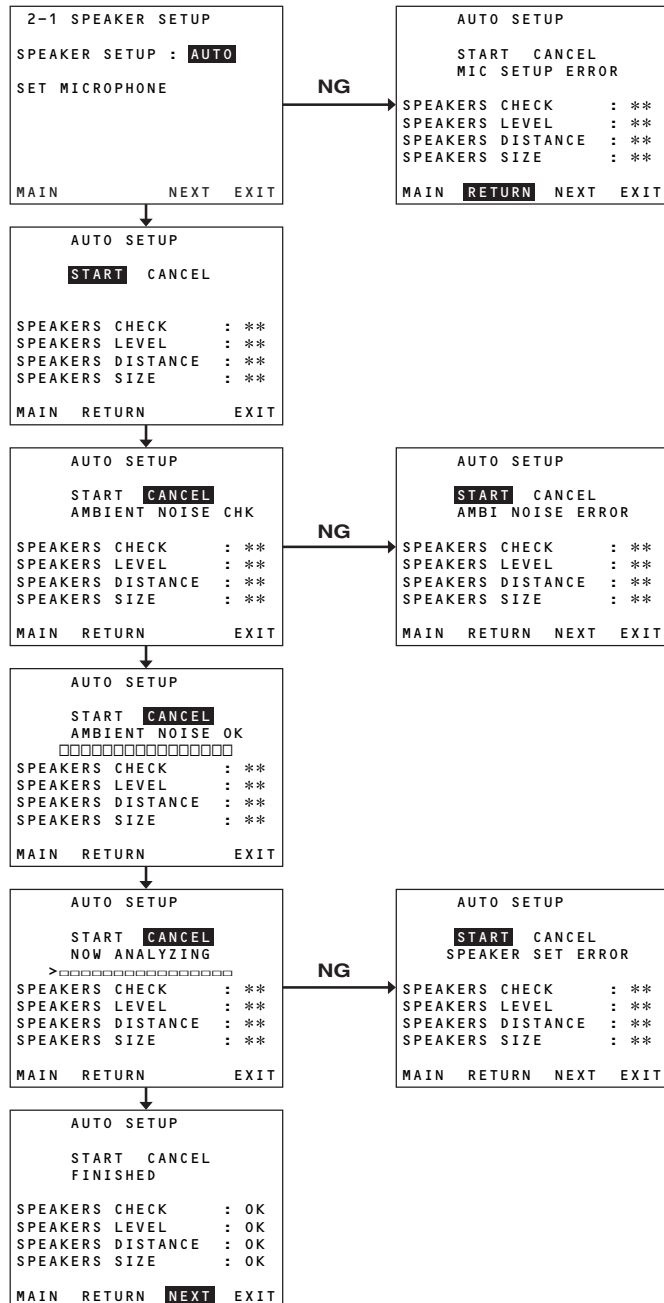 2-1 SPEAKER SETUP
SPEAKER SETUP : AUTO
SET MICROPHONE
MAIN NEXT EXIT
NG
AUTO SETUP
START CANCEL
MIC SETUP ERROR
SPEAKERS CHECK : **
SPEAKERS LEVEL : **
SPEAKERS DISTANCE : **
SPEAKERS SIZE : **
MAIN RETURN NEXT EXIT
AUTO SETUP
START CANCEL
SPEAKERS CHECK : **
SPEAKERS LEVEL : **
SPEAKERS DISTANCE : **
SPEAKERS SIZE : **
MAIN RETURN EXIT
AUTO SETUP
START CANCEL
AMBIENT NOISE CHK
SPEAKERS CHECK : **
SPEAKERS LEVEL : **
SPEAKERS DISTANCE : **
SPEAKERS SIZE : **
MAIN RETURN EXIT
NG
AUTO SETUP
START CANCEL
AMBI NOISE ERROR
SPEAKERS CHECK : **
SPEAKERS LEVEL : **
SPEAKERS DISTANCE : **
SPEAKERS SIZE : **
MAIN RETURN NEXT EXIT
AUTO SETUP
START CANCEL
AMBIENT NOISE OK
□□□□□□□□□□□□□□□□
SPEAKERS CHECK : **
SPEAKERS LEVEL : **
SPEAKERS DISTANCE : **
SPEAKERS SIZE : **
MAIN RETURN EXIT
AUTO SETUP
START CANCEL
NOW ANALYZING
>□□□□□□□□□□□□□□□□
SPEAKERS CHECK : **
SPEAKERS LEVEL : **
SPEAKERS DISTANCE : **
SPEAKERS SIZE : **
MAIN RETURN EXIT
NG
AUTO SETUP
START CANCEL
SPEAKER SET ERROR
SPEAKERS CHECK : **
SPEAKERS LEVEL : **
SPEAKERS DISTANCE : **
SPEAKERS SIZE : **
MAIN RETURN NEXT EXIT
AUTO SETUP
START CANCEL
FINISHED
SPEAKERS CHECK : OK
SPEAKERS LEVEL : OK
SPEAKERS DISTANCE : OK
SPEAKERS SIZE : OK
MAIN RETURN NEXT EXIT